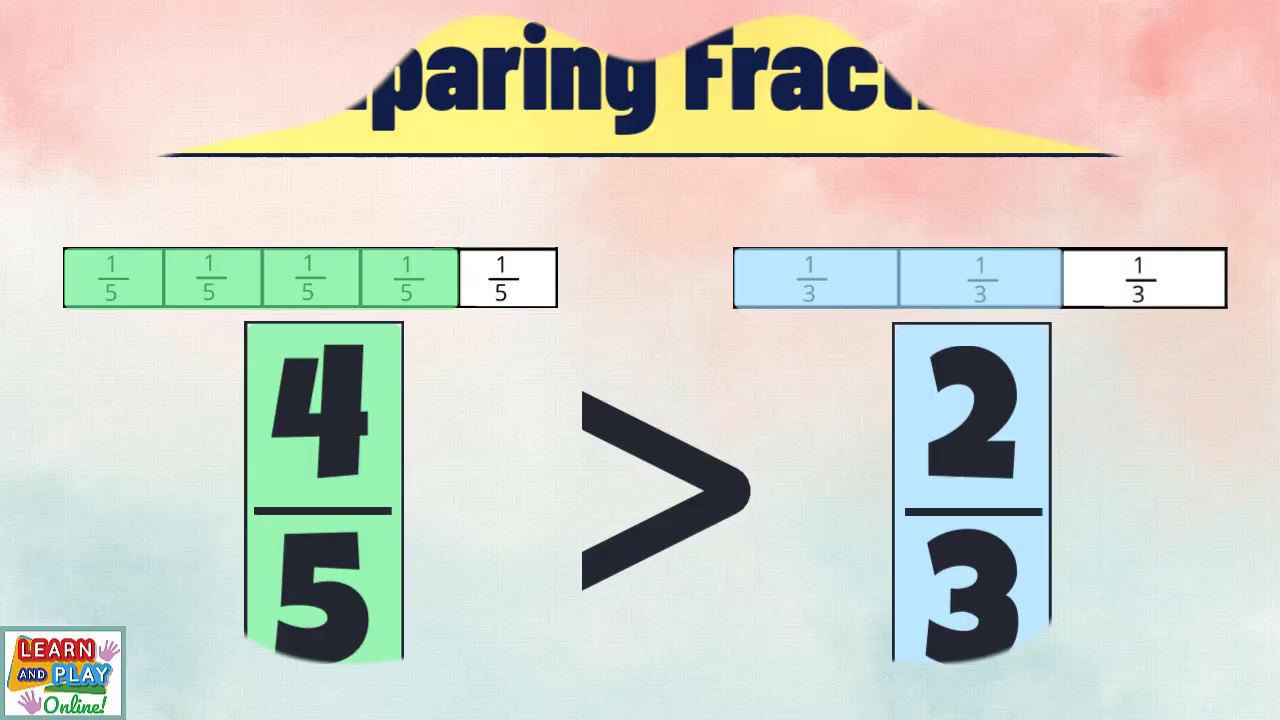 paring Fract
1 1 1 1 1
5 5 5 5 5
1 1 1
3 3 3
4 > 2
5 3
LEARN
AND PLAY
Online!